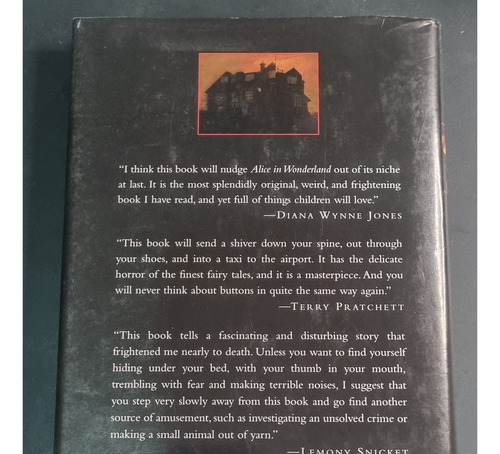 “I think this book will nudge Alice in Wonderland out of its niche
at last. It is the most splendidly original, weird, and frightening
book I have read, and yet full of things children will love.”
—DIANA WYNNE JONES
“This book will send a shiver down your spine, out through
your shoes, and into a taxi to the airport. It has the delicate
horror of the finest fairy tales, and it is a masterpiece. And you
will never think about buttons in quite the same way again.”
—TERRY PRATCHETT
“This book tells a fascinating and disturbing story that
frightened me nearly to death. Unless you want to find yourself
hiding under your bed, with your thumb in your mouth,
trembling with fear and making terrible noises, I suggest that
you step very slowly away from this book and go find another
source of amusement, such as investigating an unsolved crime or
making a small animal out of yarn.”
—LEMONY SNICKET